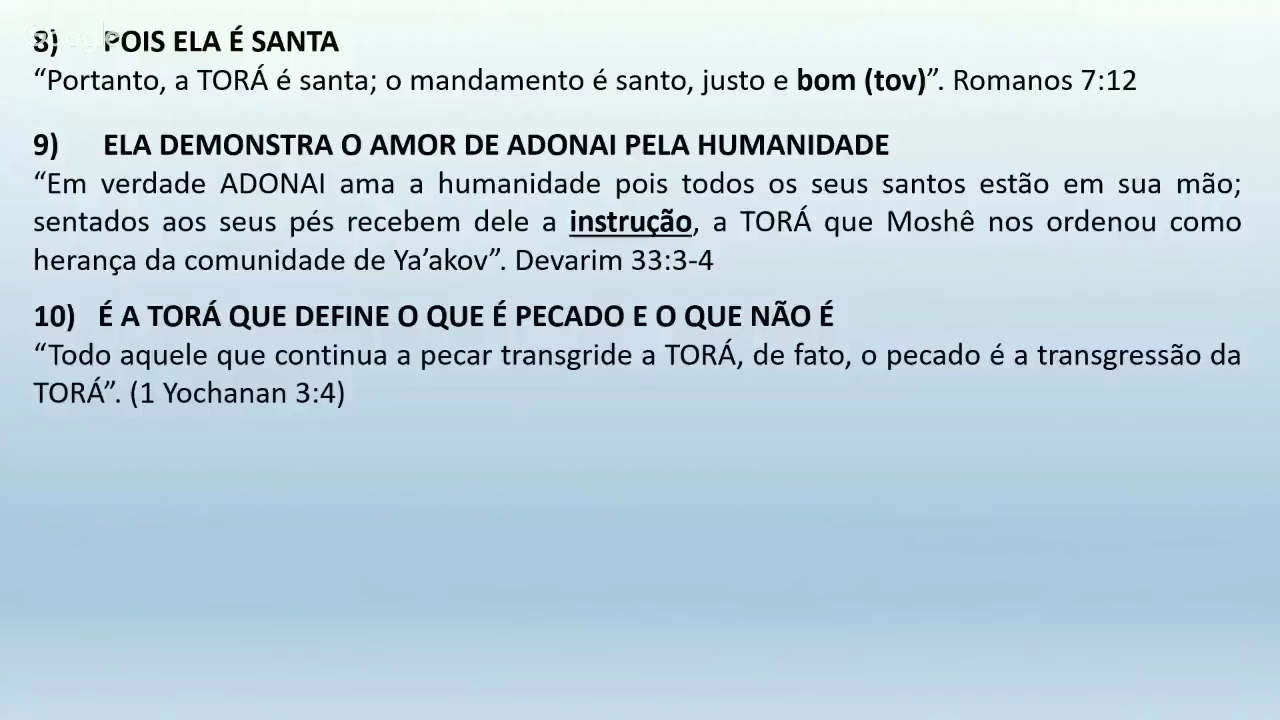 8) POIS ELA É SANTA
“Portanto, a TORÁ é santa; o mandamento é santo, justo e bom (tov)”. Romanos 7:12
9) ELA DEMONSTRA O AMOR DE ADONAI PELA HUMANIDADE
“Em verdade ADONAI ama a humanidade pois todos os seus santos estão em sua mão;
sentados aos seus pés recebem dele a instrução, a TORÁ que Moshê nos ordenou como
herança da comunidade de Ya’akov”. Devarim 33:3-4
10) É A TORÁ QUE DEFINE O QUE É PECADO E O QUE NÃO É
“Todo aquele que continua a pecar transgride a TORÁ, de fato, o pecado é a transgressão da
TORÁ”. (1 Yochanan 3:4)